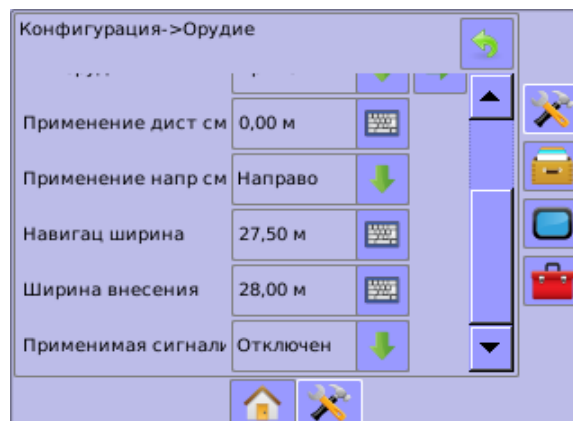 Конфигурация->Орудие
Применение дист см 0,00 м
Применение напр см Направо
Навигац ширина 27,50 м
Ширина внесения 28,00 м
Применимая сигнали Отключен